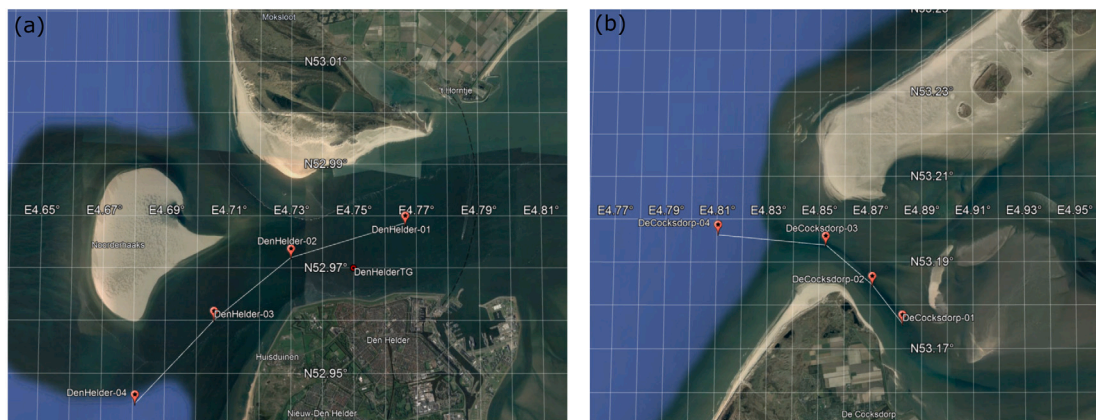 (a)
Moksloot
N53.01°
't Horntje
N52.99°
E4.65° E4.67° E4.69° E4.71° E4.73° E4.75° E4.77° E4.79° E4.81°
DenHelder-01
DenHelder-02
Noorderhaaks
N52.97°
DenHelderTG
DenHelder-03
Den Helder
Huisduinen
N52.95°
DenHelder-04
Nieuw-Den Helder
(b)
N53.25°
N53.23°
N53.21°
E4.77° E4.79° E4.81° E4.83° E4.85° E4.87° E4.89° E4.91° E4.93° E4.95°
DeCocksdorp-04
DeCocksdorp-03
N53.19°
DeCocksdorp-02
DeCocksdorp-01
N53.17°
De Cocksdorp